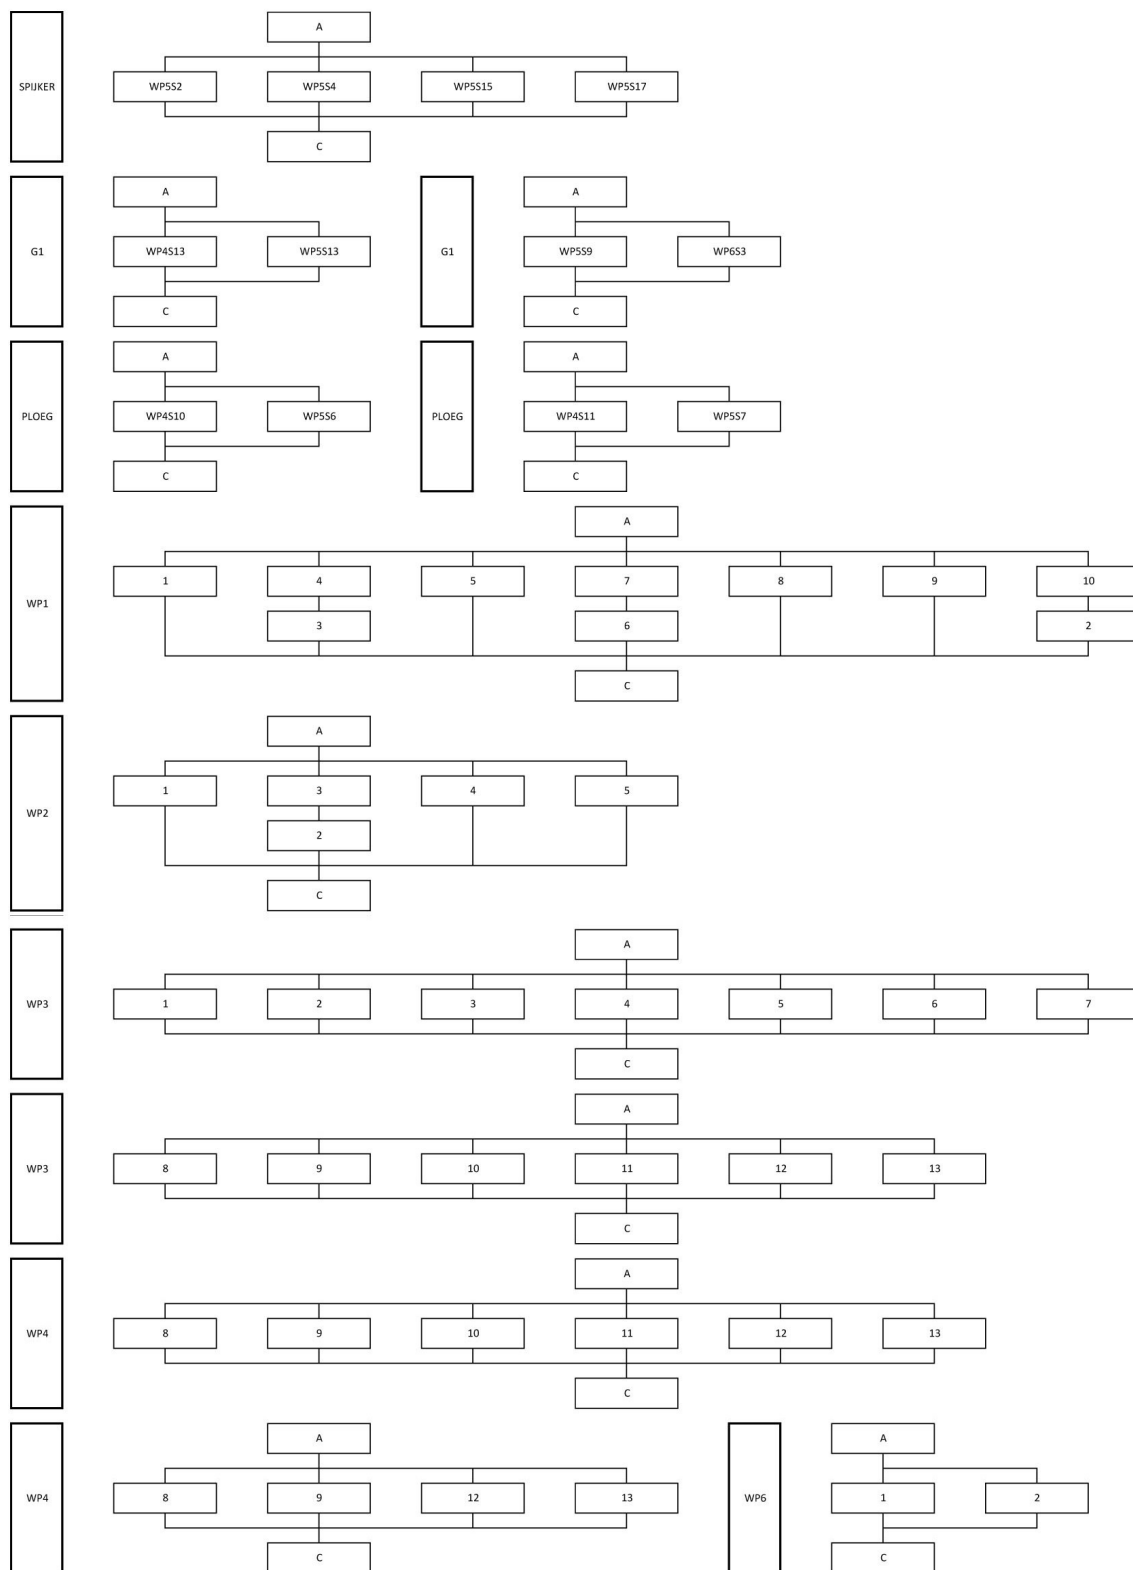 A
SPIJKER WP5S2 WP5S4 WP5S15 WP5S17
C
A A
G1 WP4S13 WP5S13 G1 WP5S9 WP6S3
C C
A A
PLOEG WP4S10 WP5S6 PLOEG WP4S11 WP5S7
C C
A
1 4 5 7 8 9 10
WP1
3 6 2
C
A
1 3 4 5
WP2
2
C
A
WP3 1 2 3 4 5 6 7
C
A
WP3 8 9 10 11 12 13
C
A
WP4 8 9 10 11 12 13
C
A A
WP4 8 9 12 13 WP6 1 2
C C